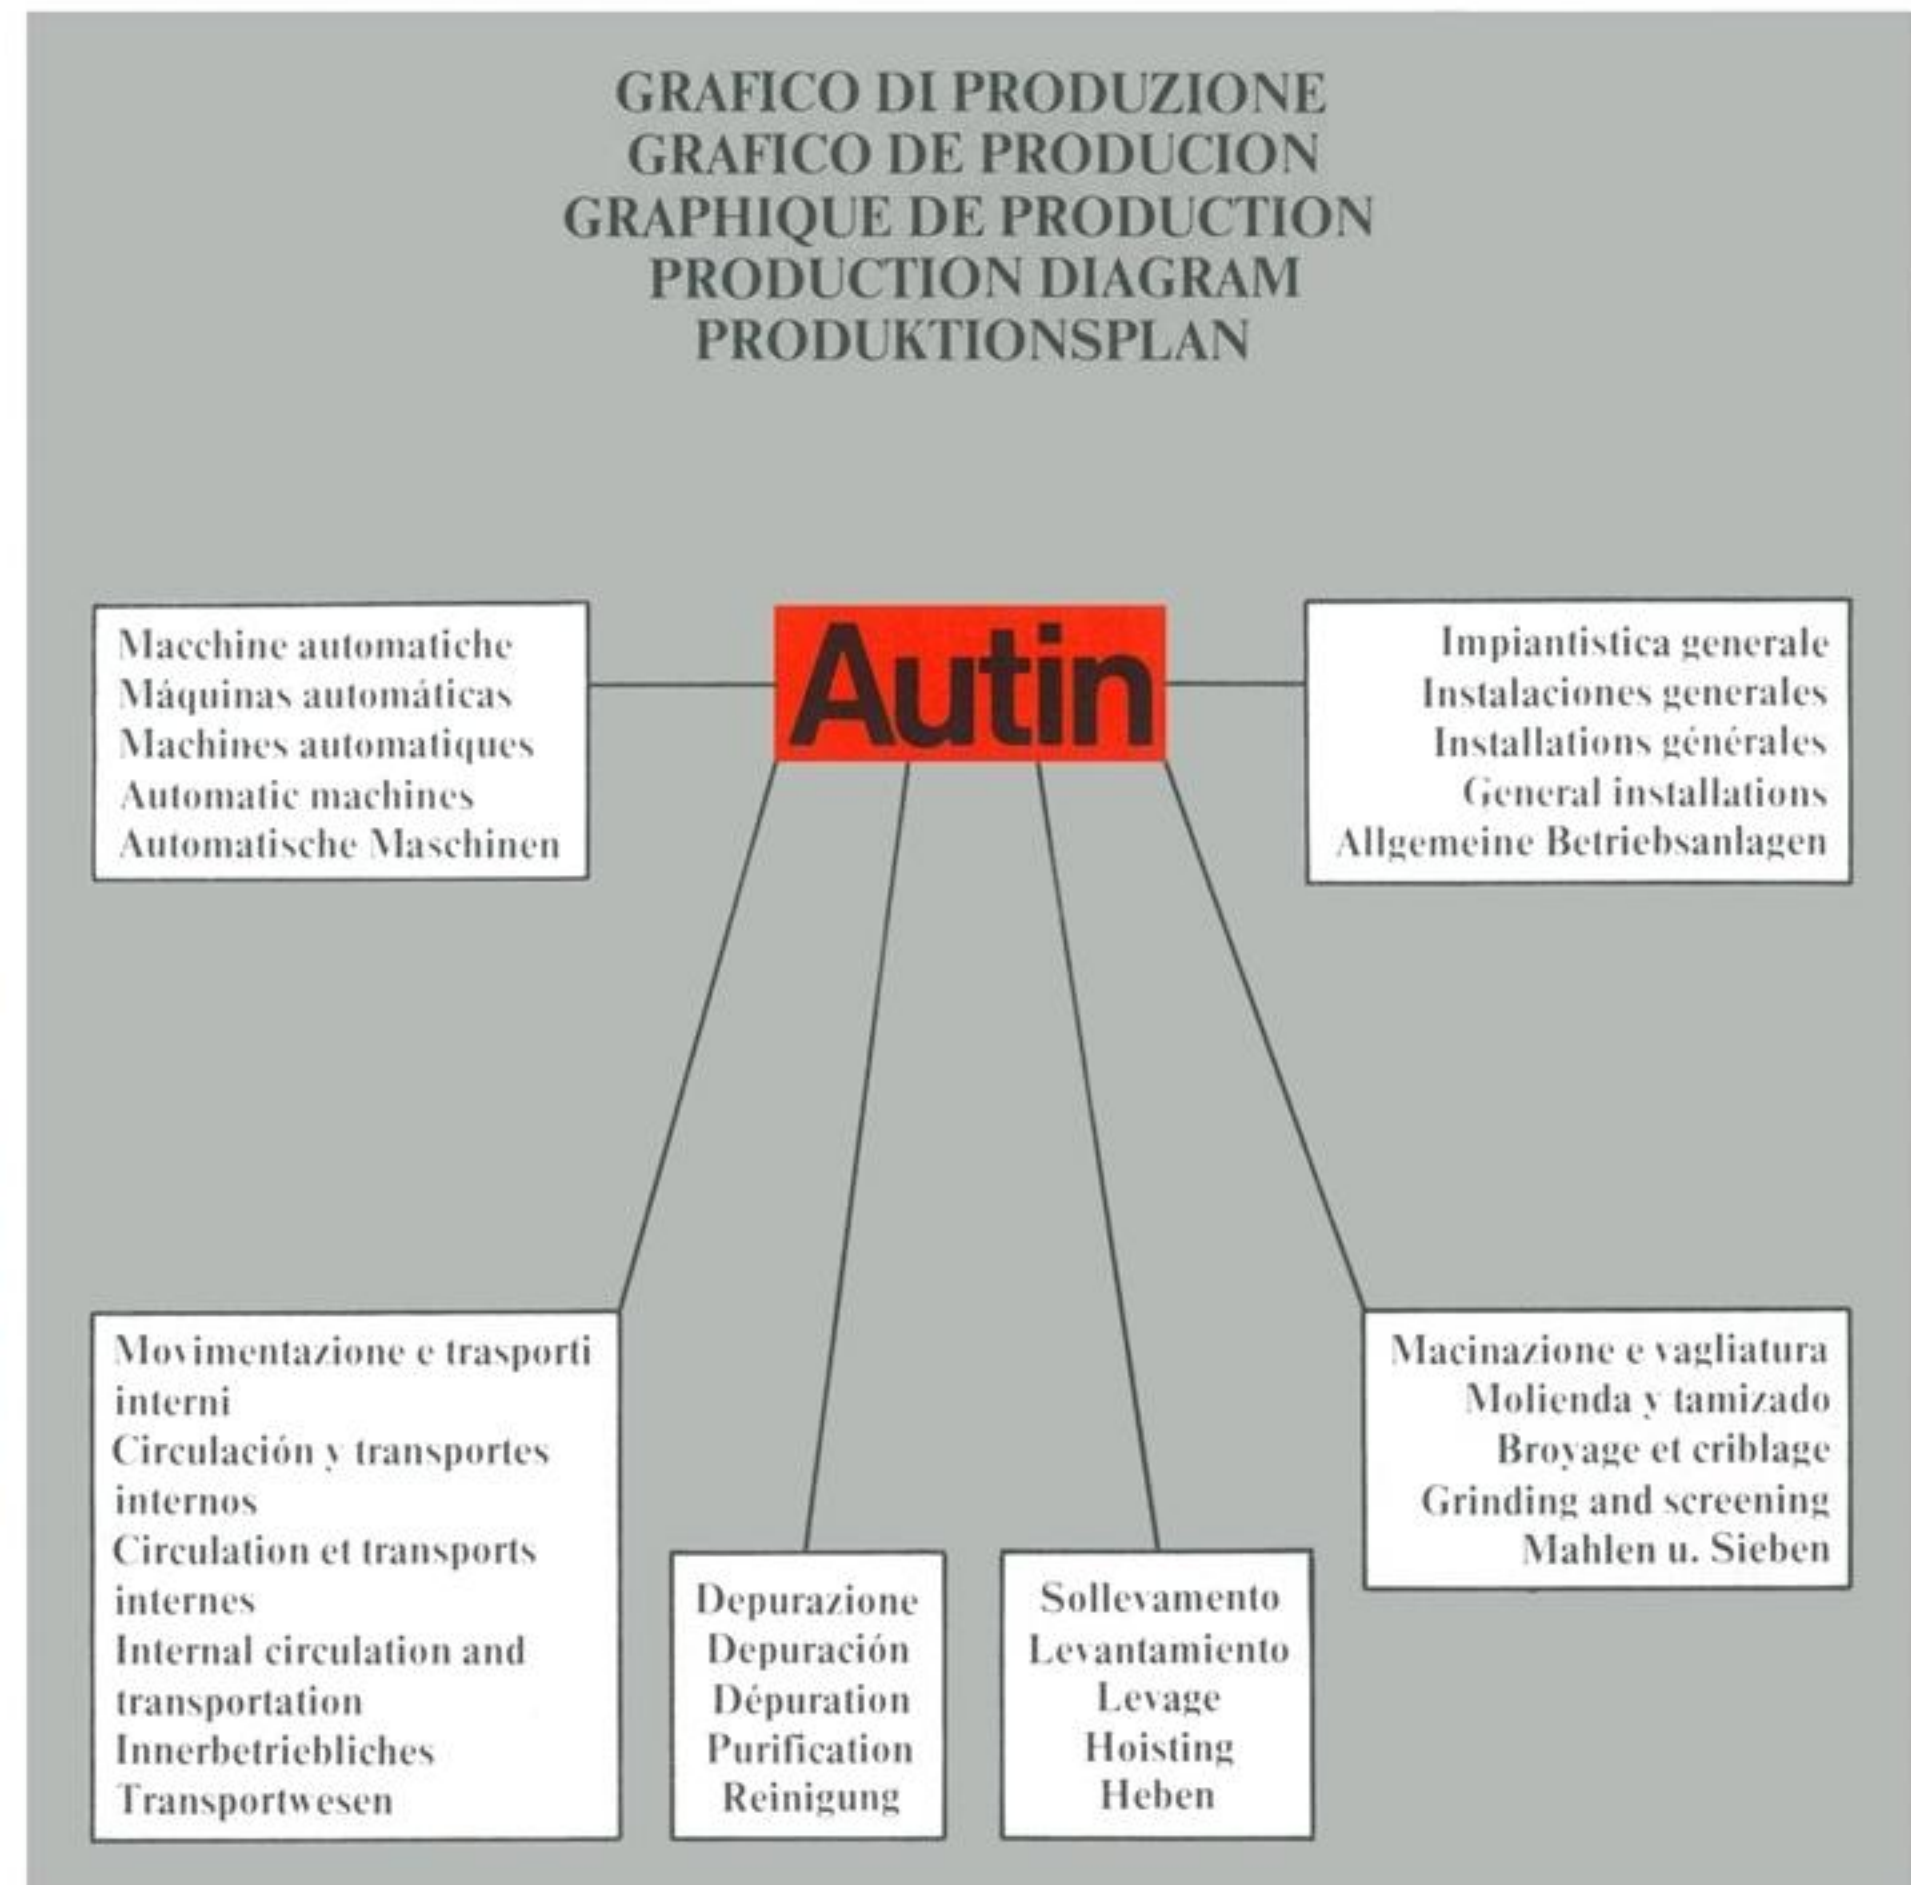 GRAFICO DI PRODUZIONE
GRAFICO DE PRODUCION
GRAPHIQUE DE PRODUCTION
PRODUCTION DIAGRAM
PRODUKTIONSPLAN
Macchine automatiche
Máquinas automáticas
Machines automatiques
Automatic machines
Automatische Maschinen
Autin
Impiantistica generale
Instalaciones generales
Installations générales
General installations
Allgemeine Betriebsanlagen
Movimentazione e trasporti
interni
Circulación y transportes
internos
Circulation et transports
internes
Internal circulation and
transportation
Innerbetriebliches
Transportwesen
Depurazione
Depuración
Dépuration
Purification
Reinigung
Sollevamento
Levantamiento
Levage
Hoisting
Heben
Macinazione e vagliatura
Molienda y tamizado
Broyage et criblage
Grinding and screening
Mahlen u. Sieben